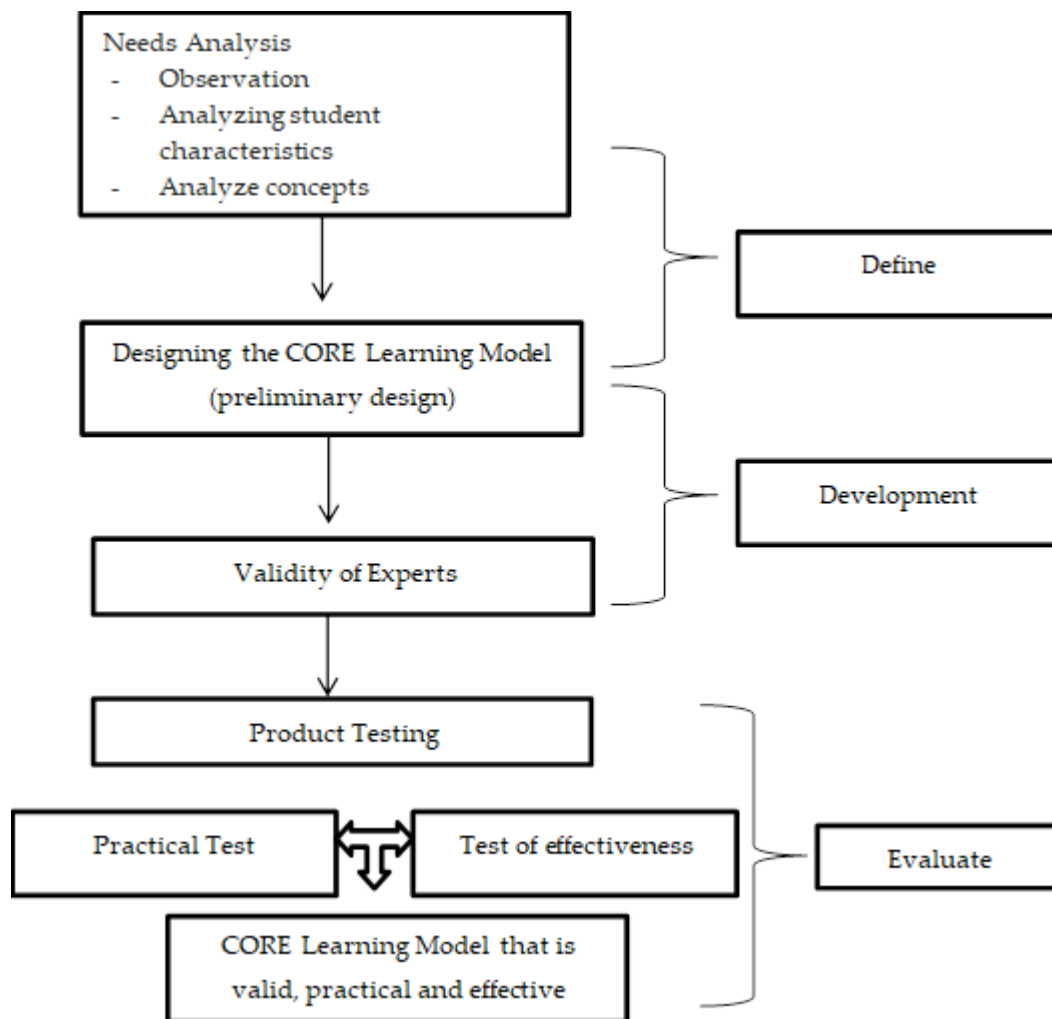 Needs Analysis
- Observation
- Analyzing student
characteristics
- Analyze concepts
Define
Designing the CORE Learning Model
(preliminary design)
Development
Validity of Experts
Product Testing
Practical Test
Test of effectiveness
Evaluate
CORE Learning Model that is
valid, practical and effective